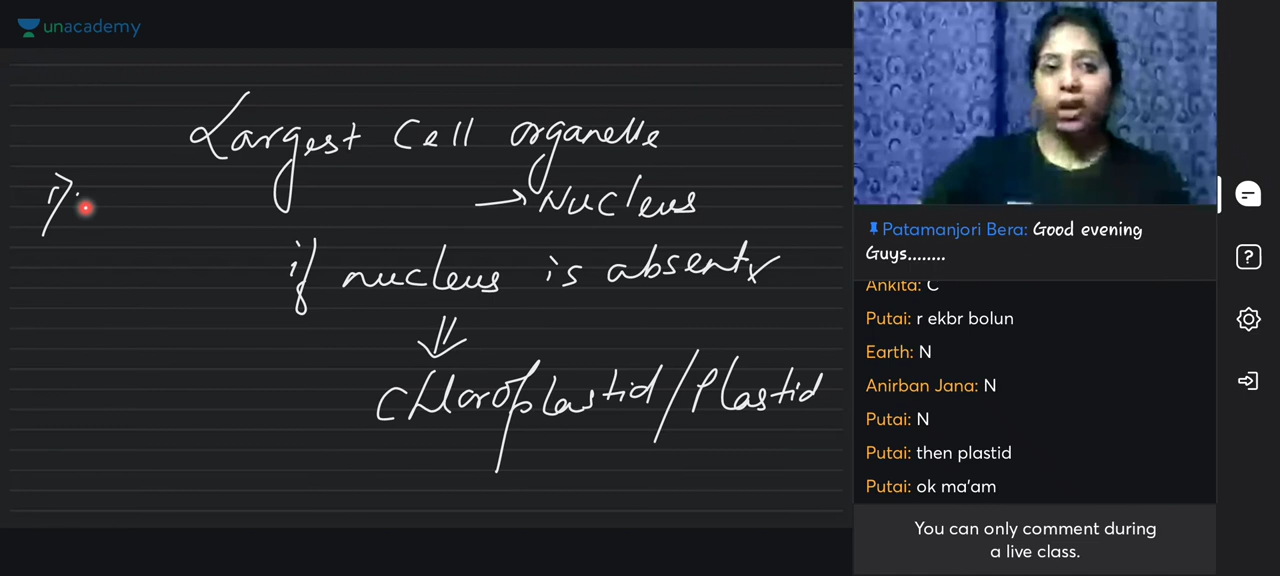 unacademy
Largest Cell organelle
→ Nucleus
if nucleus is absent
⇓
Chloroplastid/Plastid
Patamanjori Bera: Good evening
Guys........
Ankita: C
Putai: r ekbr bolun
Earth: N
Anirban Jana: N
Putai: N
Putai: then plastid
Putai: ok ma'am
You can only comment during
a live class.